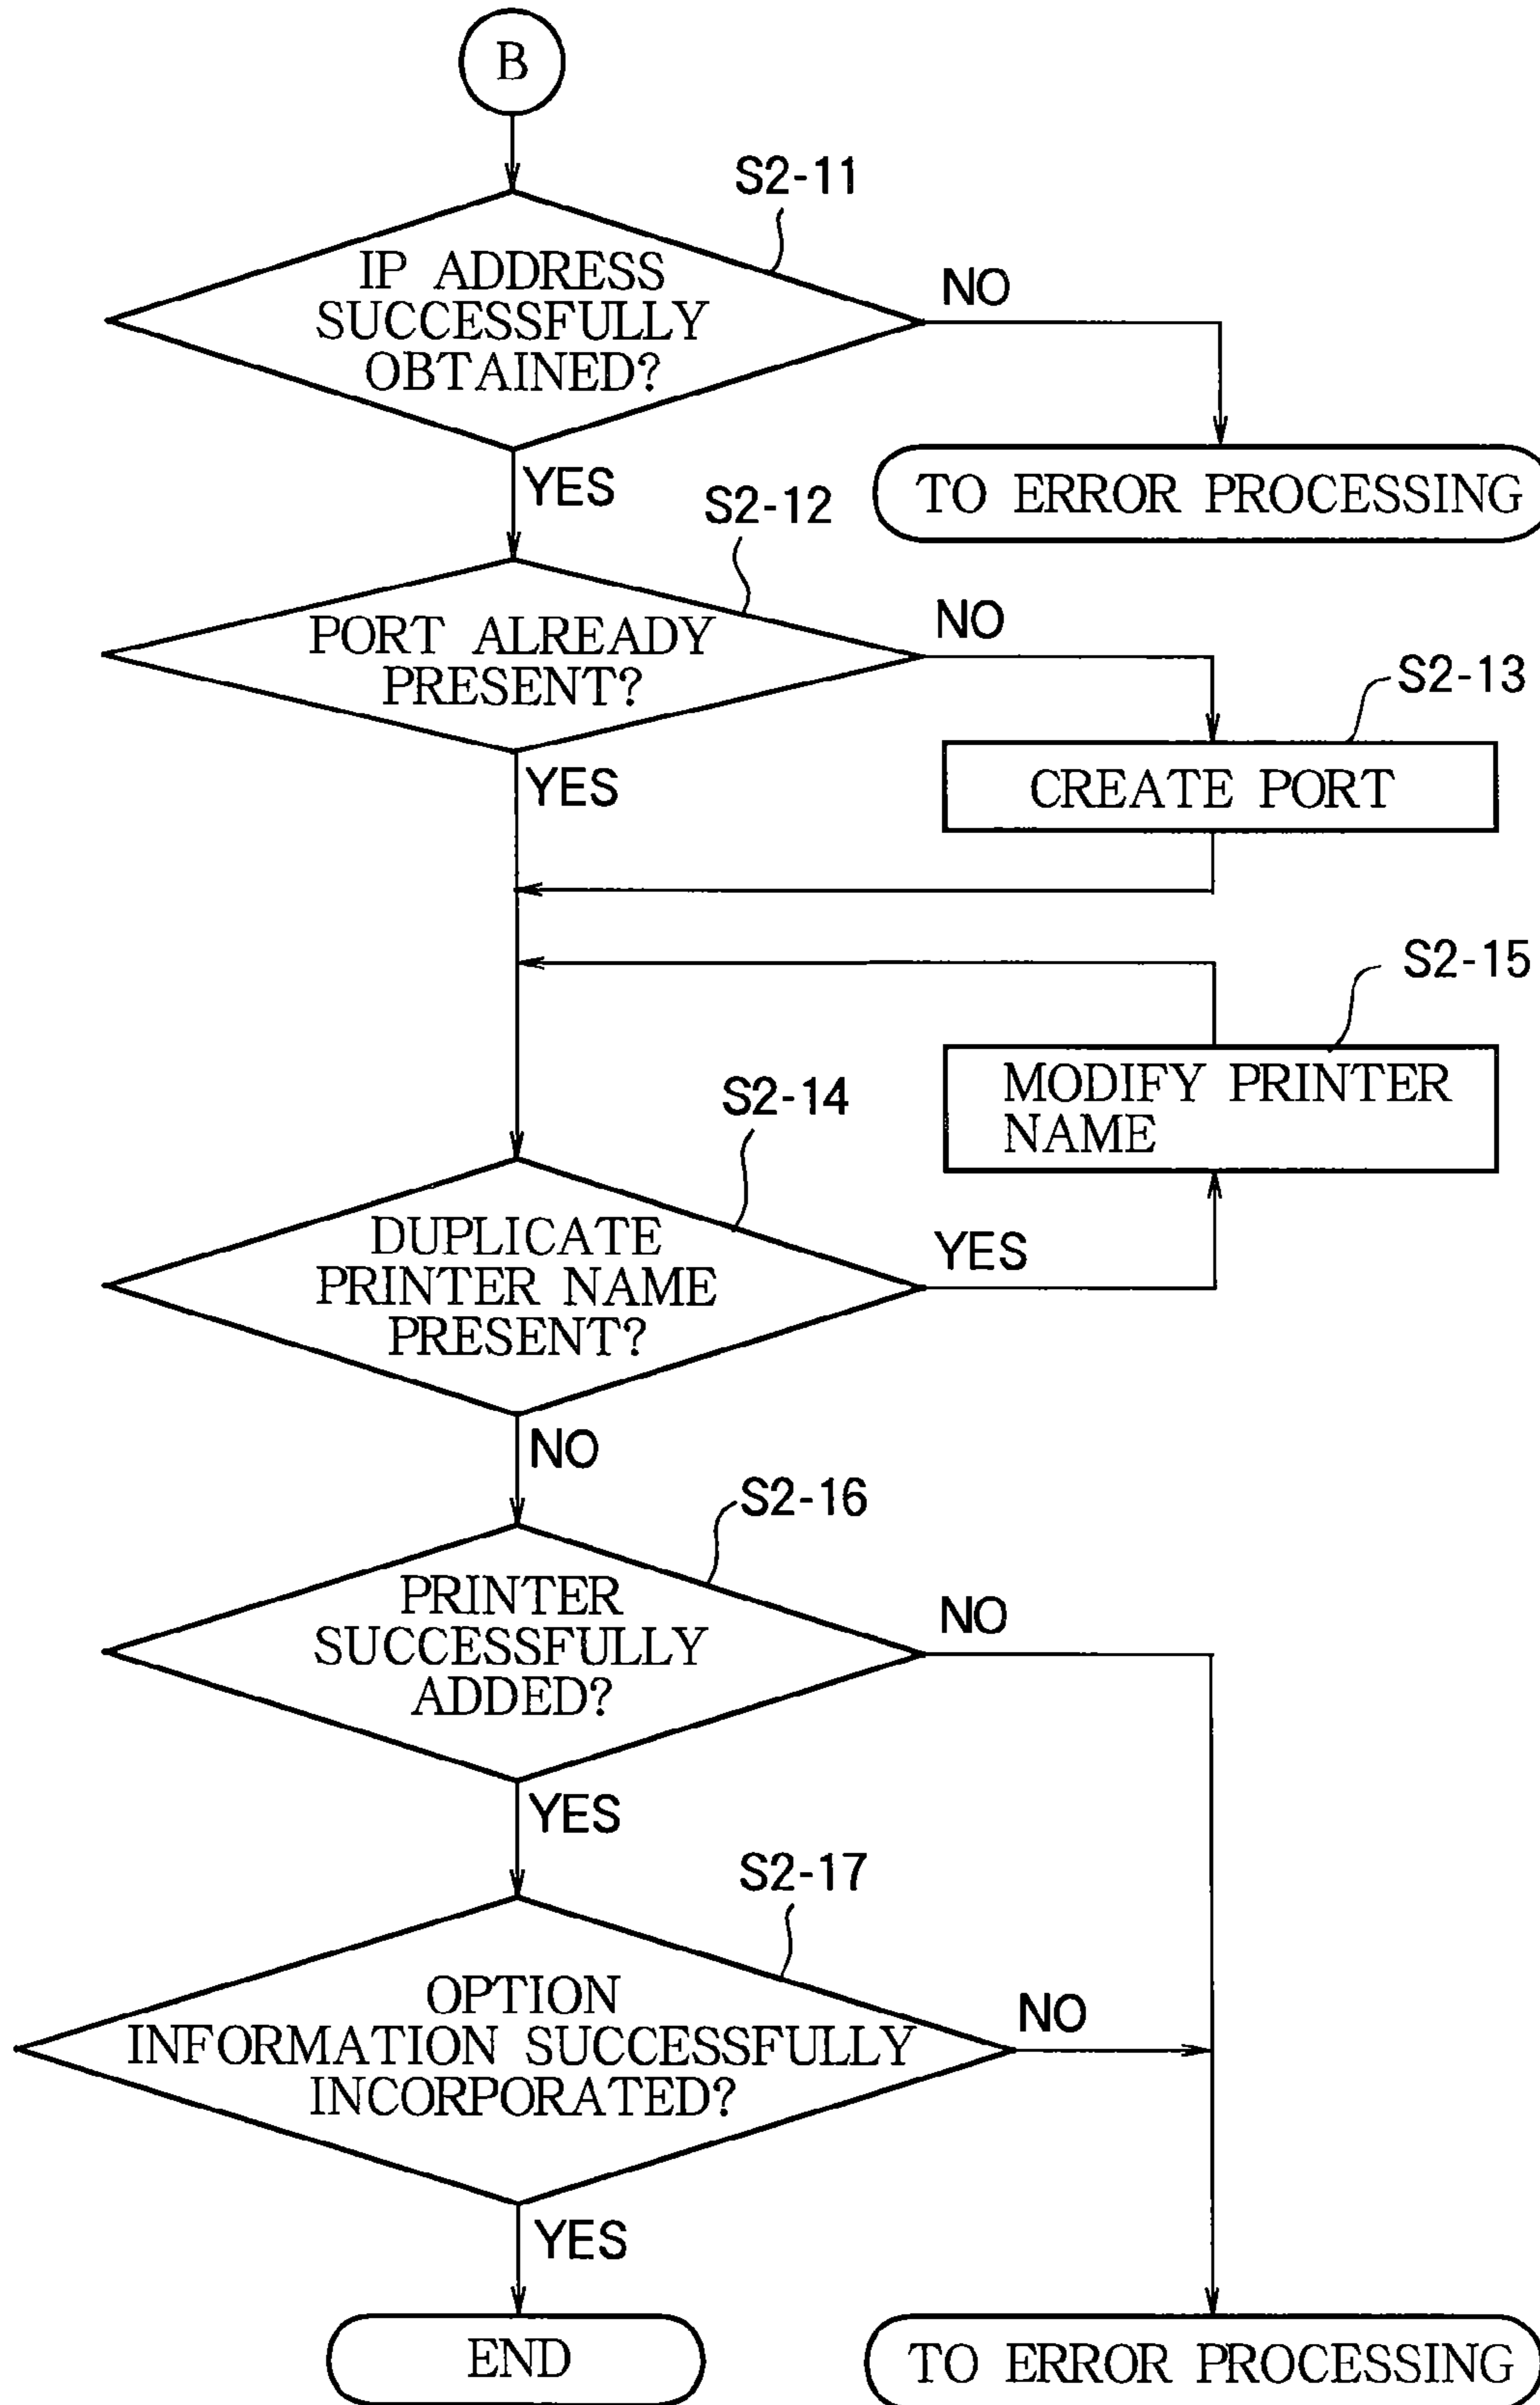 B
S2-11
IP ADDRESS
SUCCESSFULLY
OBTAINED?
NO
TO ERROR PROCESSING
YES
S2-12
PORT ALREADY
PRESENT?
NO
S2-13
CREATE PORT
YES
S2-15
MODIFY PRINTER
NAME
S2-14
DUPLICATE
PRINTER NAME
PRESENT?
YES
NO
S2-16
PRINTER
SUCCESSFULLY
ADDED?
NO
YES
S2-17
OPTION
INFORMATION SUCCESSFULLY
INCORPORATED?
NO
YES
END
TO ERROR PROCESSING